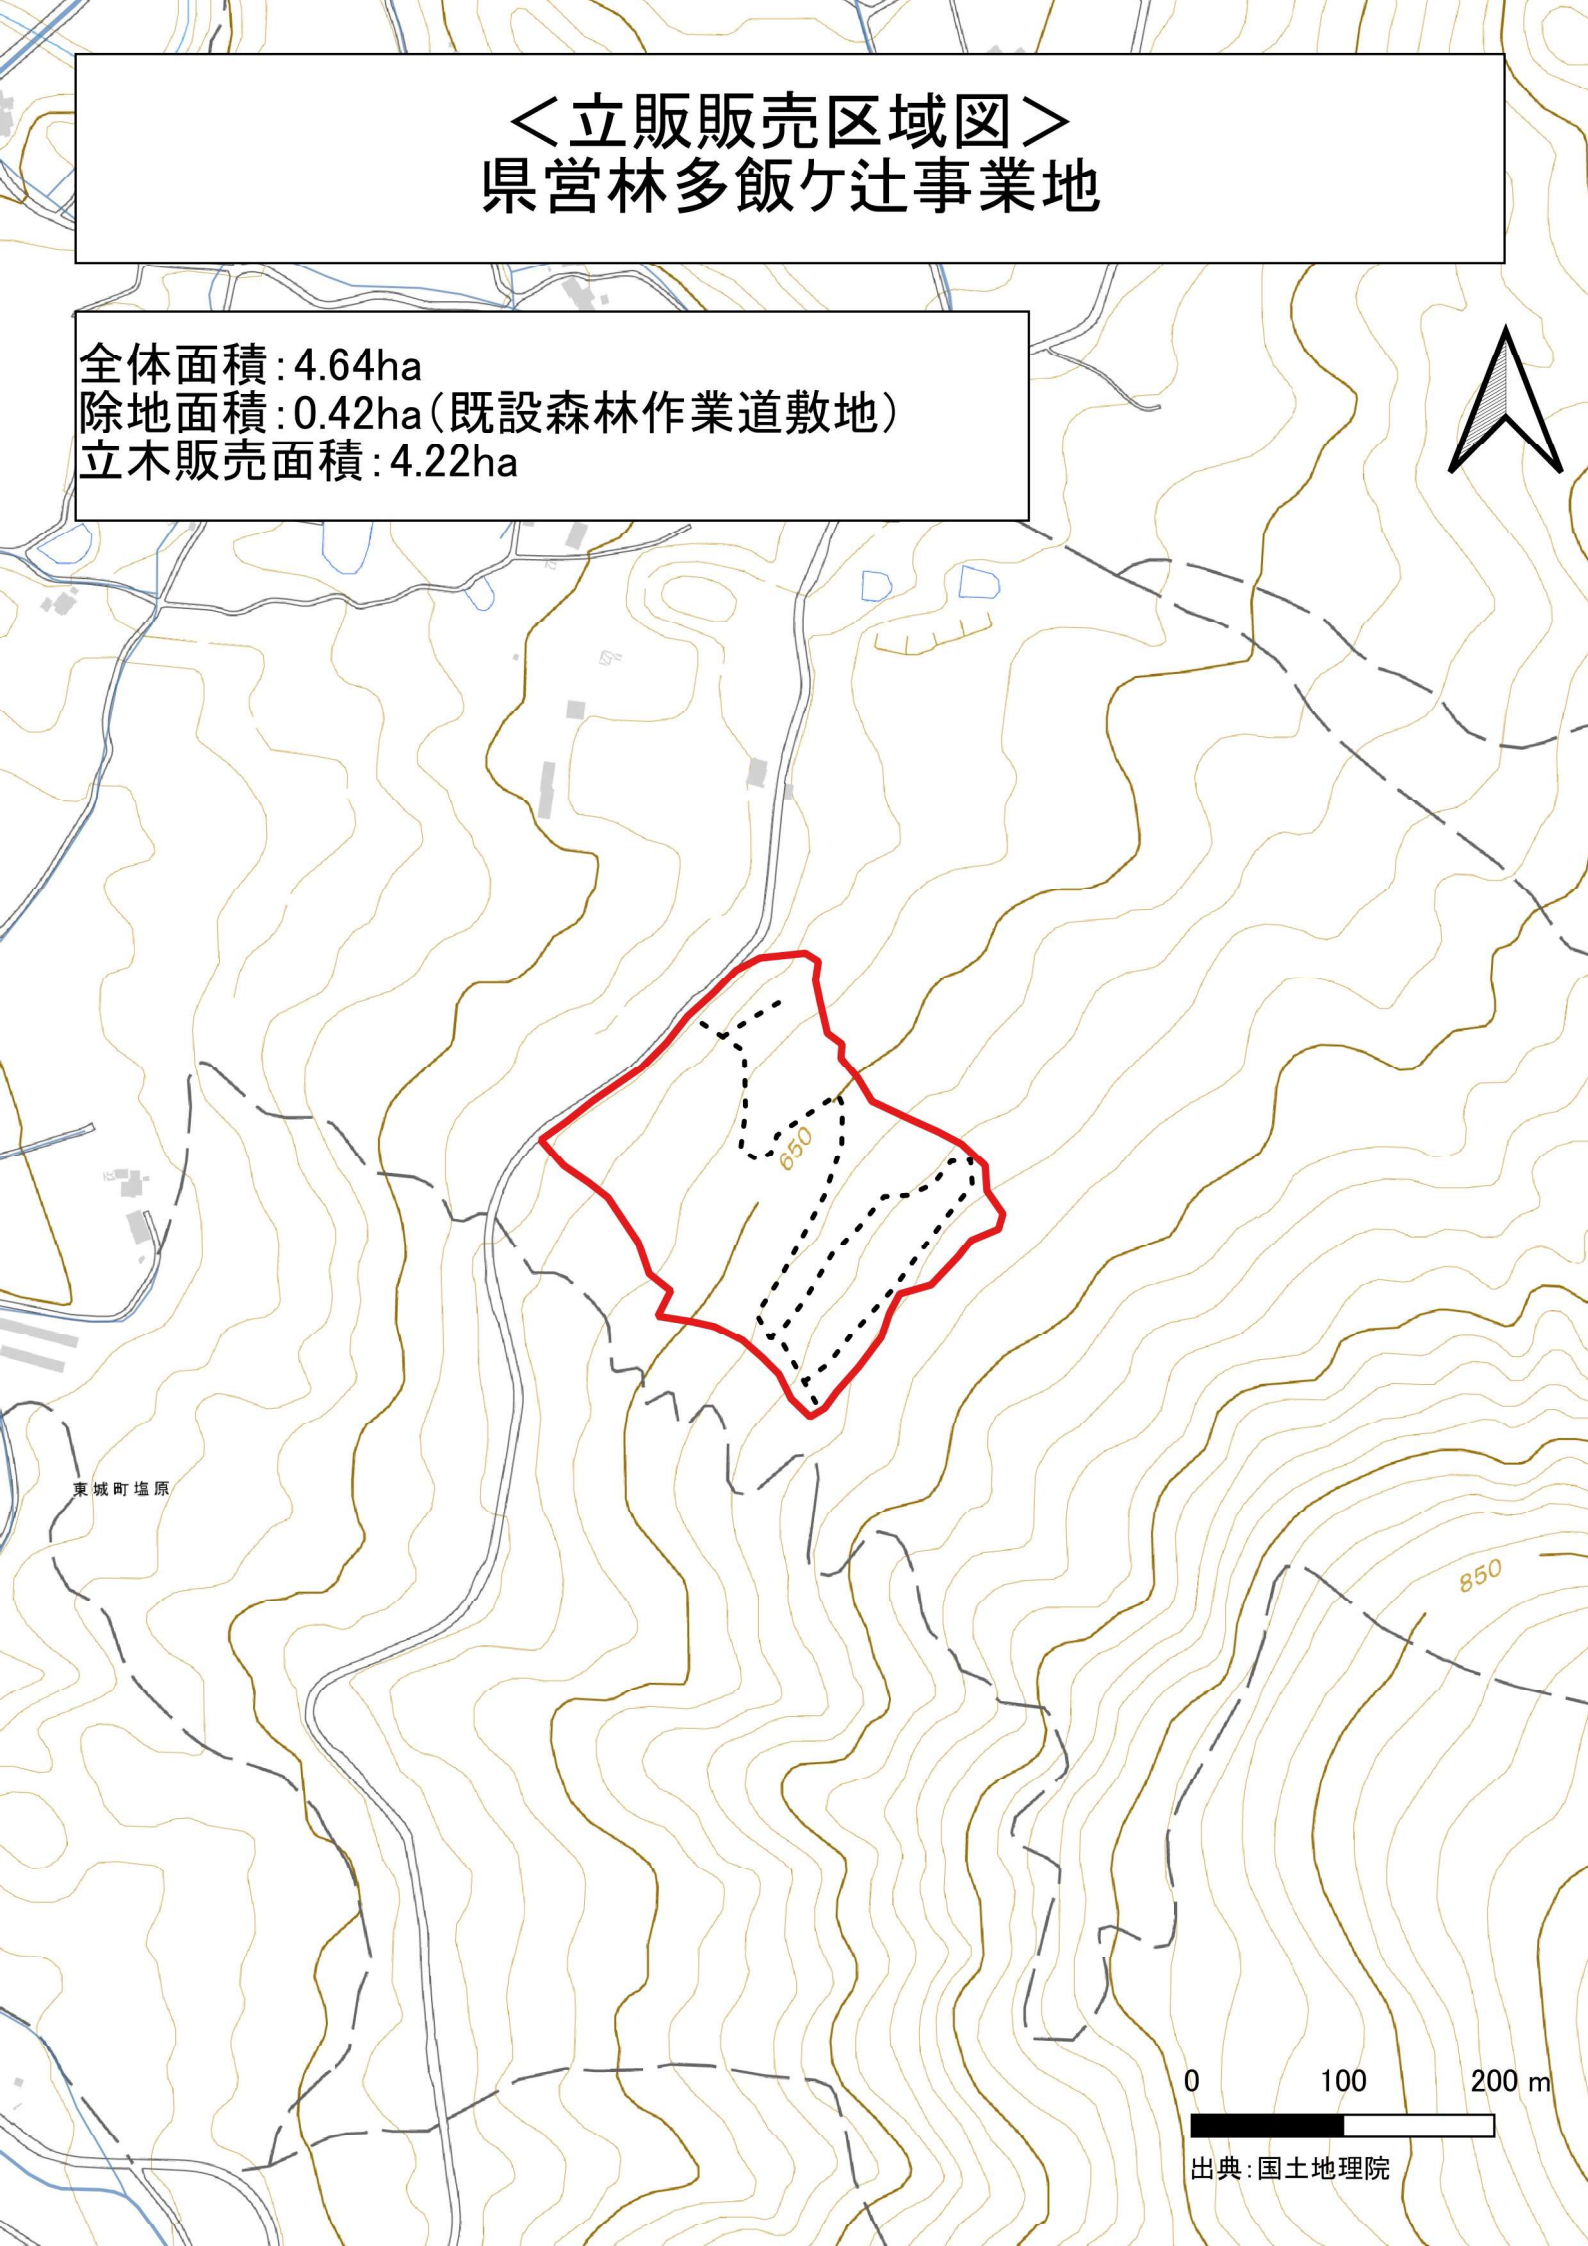 ＜立販販売区域図＞
県営林多飯ケ辻事業地
全体面積：4.64ha
除地面積：0.42ha（既設森林作業道敷地）
立木販売面積：4.22ha
650
東城町塩原
850
0 100 200 m
出典：国土地理院